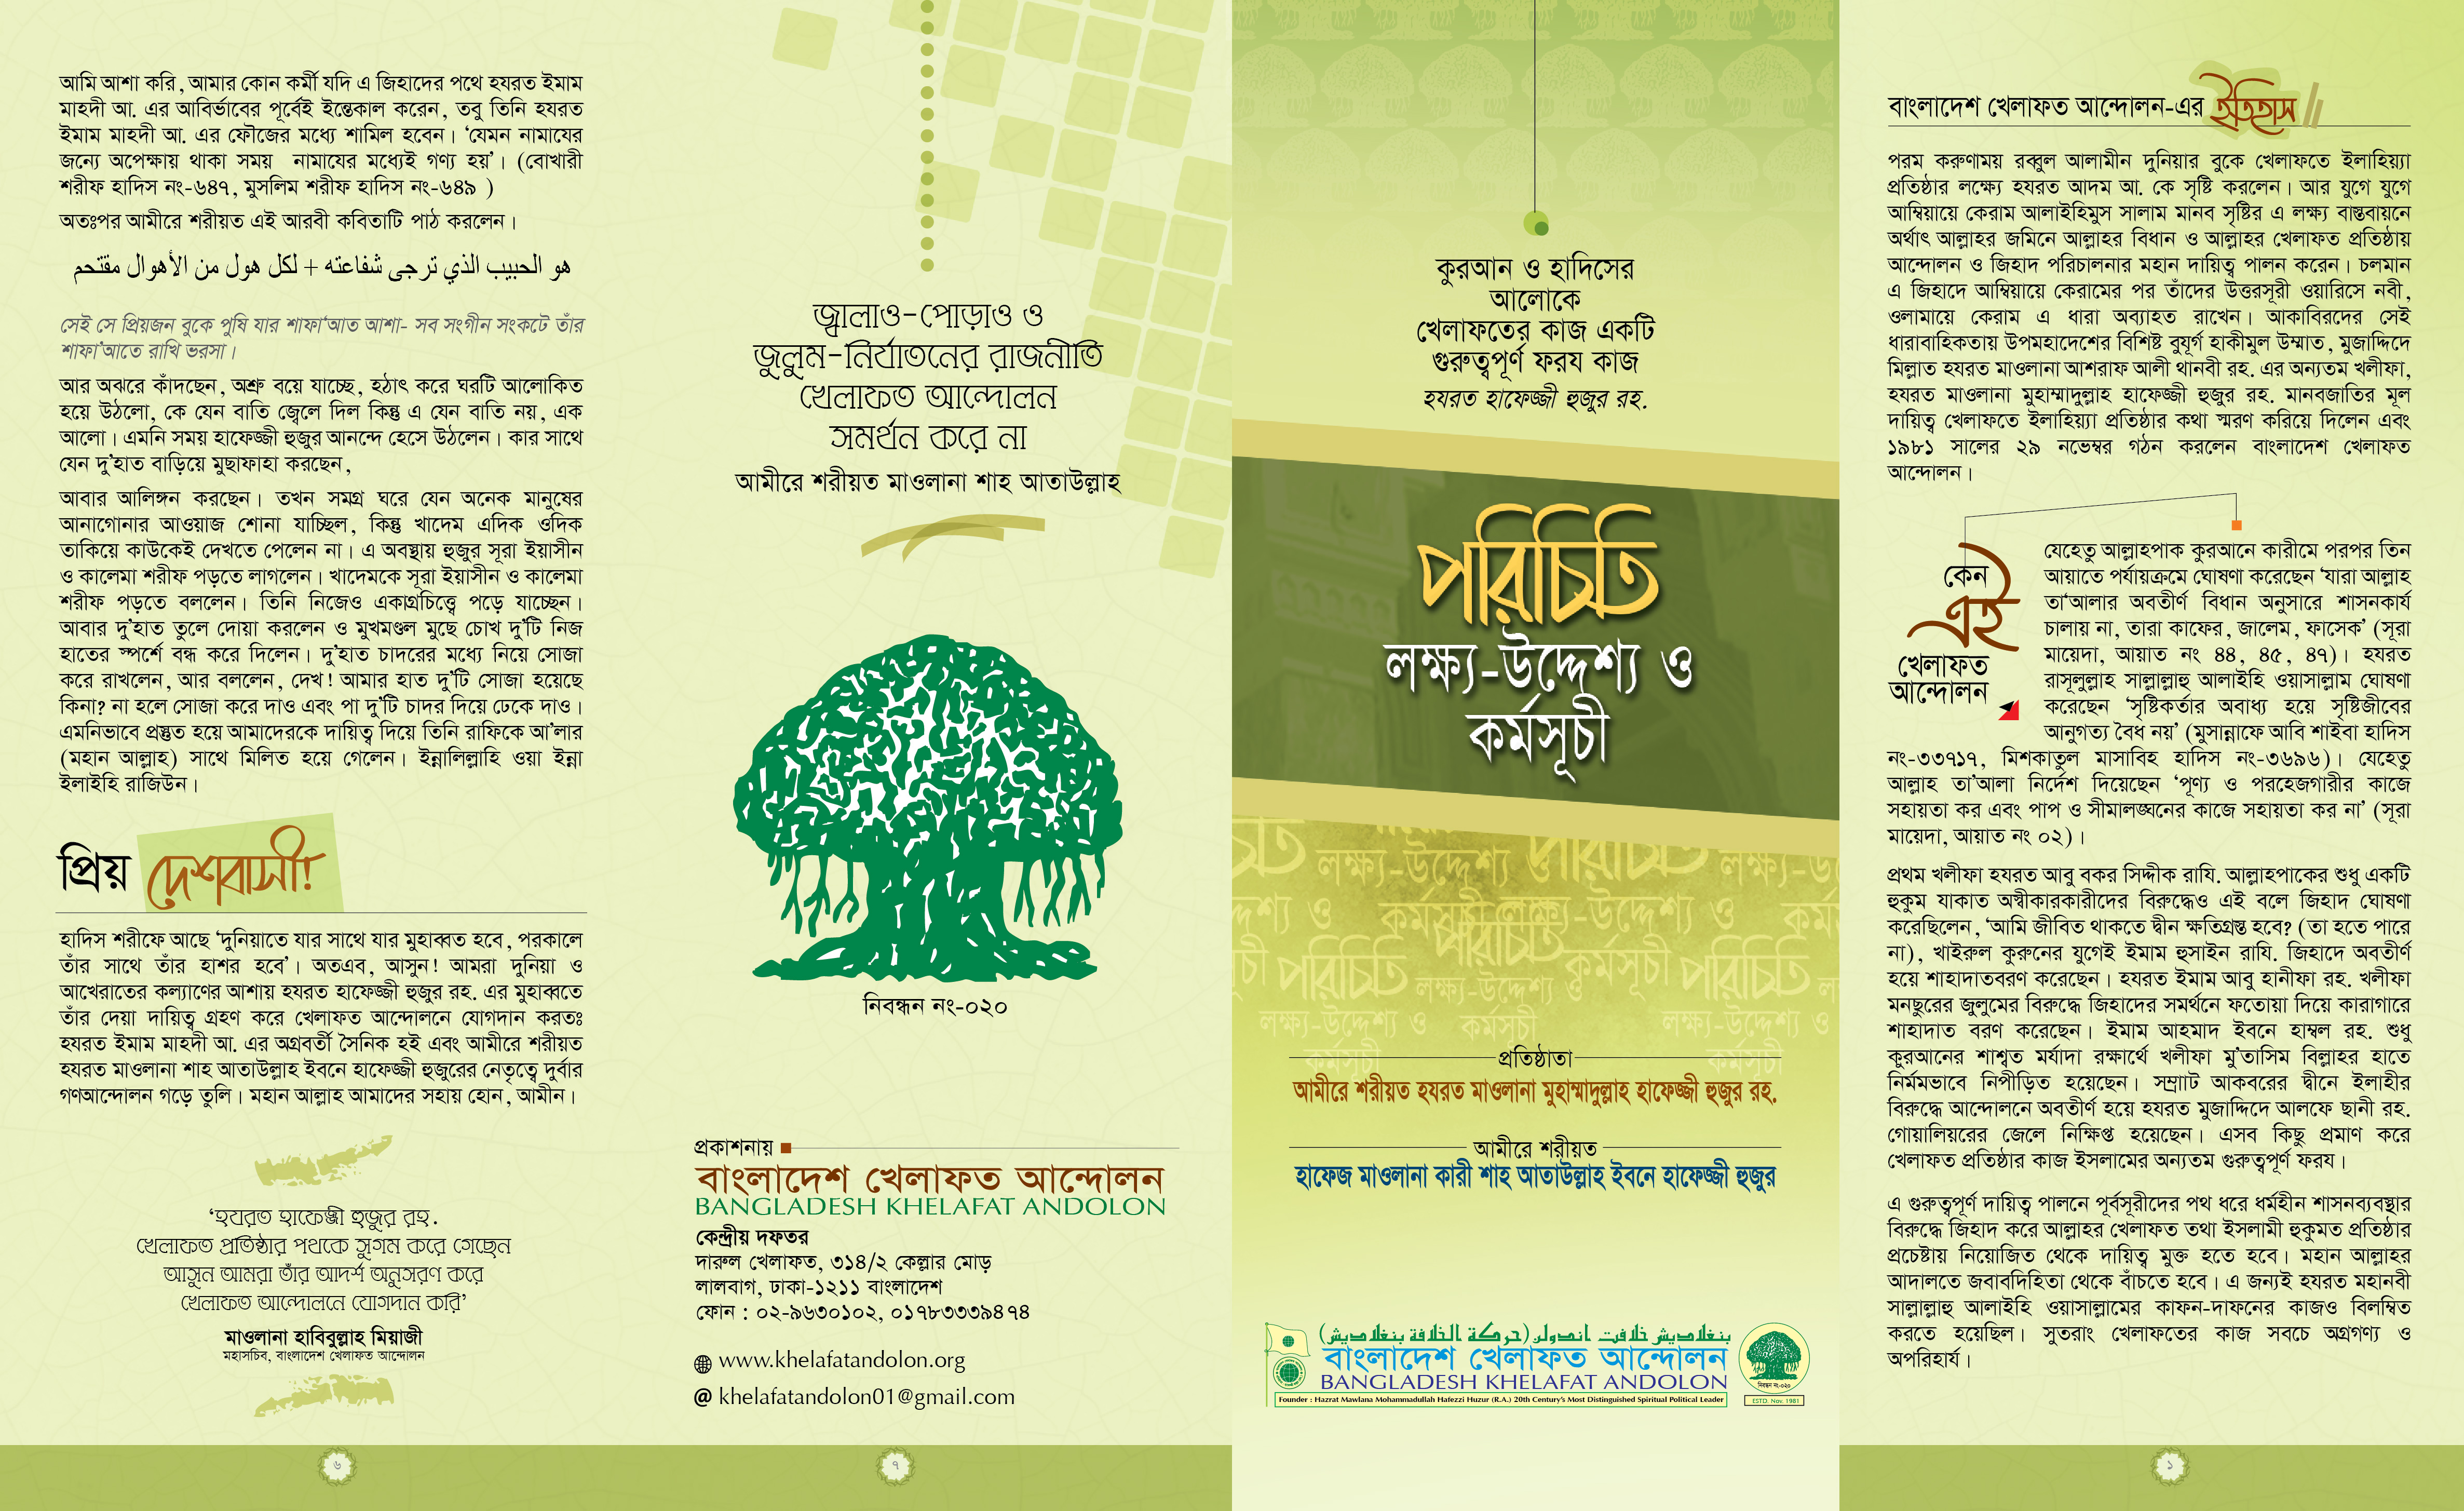 আমি আশা করি, আমার কোন কর্মী যদি এ জিহাদের পথে হযরত ইমাম
মাহদী আ. এর আবির্ভাবের পূর্বেই ইন্তেকাল করেন, তবু তিনি হযরত
ইমাম মাহদী আ. এর ফৌজের মধ্যে শামিল হবেন। ‘যেমন নামাযের
জন্যে অপেক্ষায় থাকা সময় নামাযের মধ্যেই গণ্য হয়’। (বোখারী
শরীফ হাদিস নং-৬৪৭, মুসলিম শরীফ হাদিস নং-৬৪৯ )
অতঃপর আমীরে শরীয়ত এই আরবী কবিতাটি পাঠ করলেন।
هو الحبيب الذي ترجى شفاعته + لكل هول من الأهوال مقتحم
সেই সে প্রিয়জন বুকে পুষি যার শাফা‘আত আশা- সব সংগীন সংকটে তাঁর
শাফা‘আতে রাখি ভরসা।
আর অঝরে কাঁদছেন, অশ্রু বয়ে যাচ্ছে, হঠাৎ করে ঘরটি আলোকিত
হয়ে উঠলো, কে যেন বাতি জ্বেলে দিল কিন্তু এ যেন বাতি নয়, এক
আলো। এমনি সময় হাফেজ্জী হুজুর আনন্দে হেসে উঠলেন। কার সাথে
যেন দু’হাত বাড়িয়ে মুছাফাহা করছেন,
আবার আলিঙ্গন করছেন। তখন সমগ্র ঘরে যেন অনেক মানুষের
আনাগোনার আওয়াজ শোনা যাচ্ছিল, কিন্তু খাদেম এদিক ওদিক
তাকিয়ে কাউকেই দেখতে পেলেন না। এ অবস্থায় হুজুর সূরা ইয়াসীন
ও কালেমা শরীফ পড়তে লাগলেন। খাদেমকে সূরা ইয়াসীন ও কালেমা
শরীফ পড়তে বললেন। তিনি নিজেও একাগ্রচিত্ত্বে পড়ে যাচ্ছেন।
আবার দু’হাত তুলে দোয়া করলেন ও মুখমণ্ডল মুছে চোখ দু’টি নিজ
হাতের স্পর্শে বন্ধ করে দিলেন। দু’হাত চাদরের মধ্যে নিয়ে সোজা
করে রাখলেন, আর বললেন, দেখ! আমার হাত দু’টি সোজা হয়েছে
কিনা? না হলে সোজা করে দাও এবং পা দু’টি চাদর দিয়ে ঢেকে দাও।
এমনিভাবে প্রস্তুত হয়ে আমাদেরকে দায়িত্ব দিয়ে তিনি রাফিকে আ’লার
(মহান আল্লাহ) সাথে মিলিত হয়ে গেলেন। ইন্নালিল্লাহি ওয়া ইন্না
ইলাইহি রাজিউন।
প্রিয় দেশবাসী!
হাদিস শরীফে আছে ‘দুনিয়াতে যার সাথে যার মুহাব্বত হবে, পরকালে
তাঁর সাথে তাঁর হাশর হবে’। অতএব, আসুন! আমরা দুনিয়া ও
আখেরাতের কল্যাণের আশায় হযরত হাফেজ্জী হুজুর রহ. এর মুহাব্বতে
তাঁর দেয়া দায়িত্ব গ্রহণ করে খেলাফত আন্দোলনে যোগদান করতঃ
হযরত ইমাম মাহদী আ. এর অগ্রবর্তী সৈনিক হই এবং আমীরে শরীয়ত
হযরত মাওলানা শাহ আতাউল্লাহ ইবনে হাফেজ্জী হুজুরের নেতৃত্বে দুর্বার
গণআন্দোলন গড়ে তুলি। মহান আল্লাহ আমাদের সহায় হোন, আমীন।
‘হযরত হাফেজ্জী হুজুর রহ.
খেলাফত প্রতিষ্ঠার পথকে সুগম করে গেছেন
আসুন আমরা তাঁর আদর্শ অনুসরণ করে
খেলাফত আন্দোলনে যোগদান করি’
মাওলানা হাবিবুল্লাহ মিয়াজী
মহাসচিব, বাংলাদেশ খেলাফত আন্দোলন
৬
জ্বালাও-পোড়াও ও
জুলুম-নির্যাতনের রাজনীতি
খেলাফত আন্দোলন
সমর্থন করে না
আমীরে শরীয়ত মাওলানা শাহ আতাউল্লাহ
নিবন্ধন নং-০২০
প্রকাশনায়
বাংলাদেশ খেলাফত আন্দোলন
BANGLADESH KHELAFAT ANDOLON
কেন্দ্রীয় দফতর
দারুল খেলাফত, ৩১৪/২ কেল্লার মোড়
লালবাগ, ঢাকা-১২১১ বাংলাদেশ
ফোন : ০২-৯৬৩০১০২, ০১৭৮৩৩৩৯৪৭৪
www.khelafatandolon.org
@ khelafatandolon01@gmail.com
৭
কুরআন ও হাদিসের
আলোকে
খেলাফতের কাজ একটি
গুরুত্বপূর্ণ ফরয কাজ
হযরত হাফেজ্জী হুজুর রহ.
পরিচিতি
লক্ষ্য-উদ্দেশ্য ও
কর্মসূচী
প্রতিষ্ঠাতা
আমীরে শরীয়ত হযরত মাওলানা মুহাম্মাদুল্লাহ হাফেজ্জী হুজুর রহ.
আমীরে শরীয়ত
হাফেজ মাওলানা কারী শাহ আতাউল্লাহ ইবনে হাফেজ্জী হুজুর
بنغلاديش خلافت اندولن (حركة الخلافة بنغلاديش)
বাংলাদেশ খেলাফত আন্দোলন
BANGLADESH KHELAFAT ANDOLON
Founder : Hazrat Mawlana Mohammadullah Hafezzi Huzur (R.A.) 20th Century's Most Distinguished Spiritual Political Leader
নিবন্ধন নং-০২০
ESTD. Nov. 1981
বাংলাদেশ খেলাফত আন্দোলন-এর ইতিহাস
পরম করুণাময় রব্বুল আলামীন দুনিয়ার বুকে খেলাফতে ইলাহিয়্যা
প্রতিষ্ঠার লক্ষ্যে হযরত আদম আ. কে সৃষ্টি করলেন। আর যুগে যুগে
আম্বিয়ায়ে কেরাম আলাইহিমুস সালাম মানব সৃষ্টির এ লক্ষ্য বাস্তবায়নে
অর্থাৎ আল্লাহর জমিনে আল্লাহর বিধান ও আল্লাহর খেলাফত প্রতিষ্ঠায়
আন্দোলন ও জিহাদ পরিচালনার মহান দায়িত্ব পালন করেন। চলমান
এ জিহাদে আম্বিয়ায়ে কেরামের পর তাঁদের উত্তরসূরী ওয়ারিসে নবী,
ওলামায়ে কেরাম এ ধারা অব্যাহত রাখেন। আকাবিরদের সেই
ধারাবাহিকতায় উপমহাদেশের বিশিষ্ট বুযূর্গ হাকীমুল উম্মাত, মুজাদ্দিদে
মিল্লাত হযরত মাওলানা আশরাফ আলী থানবী রহ. এর অন্যতম খলীফা,
হযরত মাওলানা মুহাম্মাদুল্লাহ হাফেজ্জী হুজুর রহ. মানবজাতির মূল
দায়িত্ব খেলাফতে ইলাহিয়্যা প্রতিষ্ঠার কথা স্মরণ করিয়ে দিলেন এবং
১৯৮১ সালের ২৯ নভেম্বর গঠন করলেন বাংলাদেশ খেলাফত
আন্দোলন।
কেন
এই
খেলাফত
আন্দোলন
যেহেতু আল্লাহপাক কুরআনে কারীমে পরপর তিন
আয়াতে পর্যায়ক্রমে ঘোষণা করেছেন ‘যারা আল্লাহ
তা‘আলার অবতীর্ণ বিধান অনুসারে শাসনকার্য
চালায় না, তারা কাফের, জালেম, ফাসেক’ (সূরা
মায়েদা, আয়াত নং ৪৪, ৪৫, ৪৭)। হযরত
রাসূলুল্লাহ সাল্লাল্লাহু আলাইহি ওয়াসাল্লাম ঘোষণা
করেছেন ‘সৃষ্টিকর্তার অবাধ্য হয়ে সৃষ্টিজীবের
আনুগত্য বৈধ নয়’ (মুসান্নাফে আবি শাইবা হাদিস
নং-৩৩৭১৭, মিশকাতুল মাসাবিহ হাদিস নং-৩৬৯৬)। যেহেতু
আল্লাহ তা’আলা নির্দেশ দিয়েছেন ‘পূণ্য ও পরহেজগারীর কাজে
সহায়তা কর এবং পাপ ও সীমালঙ্ঘনের কাজে সহায়তা কর না’ (সূরা
মায়েদা, আয়াত নং ০২)।
প্রথম খলীফা হযরত আবু বকর সিদ্দীক রাযি. আল্লাহপাকের শুধু একটি
হুকুম যাকাত অস্বীকারকারীদের বিরুদ্ধেও এই বলে জিহাদ ঘোষণা
করেছিলেন, ‘আমি জীবিত থাকতে দ্বীন ক্ষতিগ্রস্ত হবে? (তা হতে পারে
না), খাইরুল কুরুনের যুগেই ইমাম হুসাইন রাযি. জিহাদে অবতীর্ণ
হয়ে শাহাদাতবরণ করেছেন। হযরত ইমাম আবু হানীফা রহ. খলীফা
মনছুরের জুলুমের বিরুদ্ধে জিহাদের সমর্থনে ফতোয়া দিয়ে কারাগারে
শাহাদাত বরণ করেছেন। ইমাম আহমাদ ইবনে হাম্বল রহ. শুধু
কুরআনের শাশ্বত মর্যাদা রক্ষার্থে খলীফা মু’তাসিম বিল্লাহর হাতে
নির্মমভাবে নিপীড়িত হয়েছেন। সম্রাট আকবরের দ্বীনে ইলাহীর
বিরুদ্ধে আন্দোলনে অবতীর্ণ হয়ে হযরত মুজাদ্দিদে আলফে ছানী রহ.
গোয়ালিয়রের জেলে নিক্ষিপ্ত হয়েছেন। এসব কিছু প্রমাণ করে
খেলাফত প্রতিষ্ঠার কাজ ইসলামের অন্যতম গুরুত্বপূর্ণ ফরয।
এ গুরুত্বপূর্ণ দায়িত্ব পালনে পূর্বসূরীদের পথ ধরে ধর্মহীন শাসনব্যবস্থার
বিরুদ্ধে জিহাদ করে আল্লাহর খেলাফত তথা ইসলামী হুকুমত প্রতিষ্ঠার
প্রচেষ্টায় নিয়োজিত থেকে দায়িত্ব মুক্ত হতে হবে। মহান আল্লাহর
আদালতে জবাবদিহিতা থেকে বাঁচতে হবে। এ জন্যই হযরত মহানবী
সাল্লাল্লাহু আলাইহি ওয়াসাল্লামের কাফন-দাফনের কাজও বিলম্বিত
করতে হয়েছিল। সুতরাং খেলাফতের কাজ সবচে অগ্রগণ্য ও
অপরিহার্য।
১